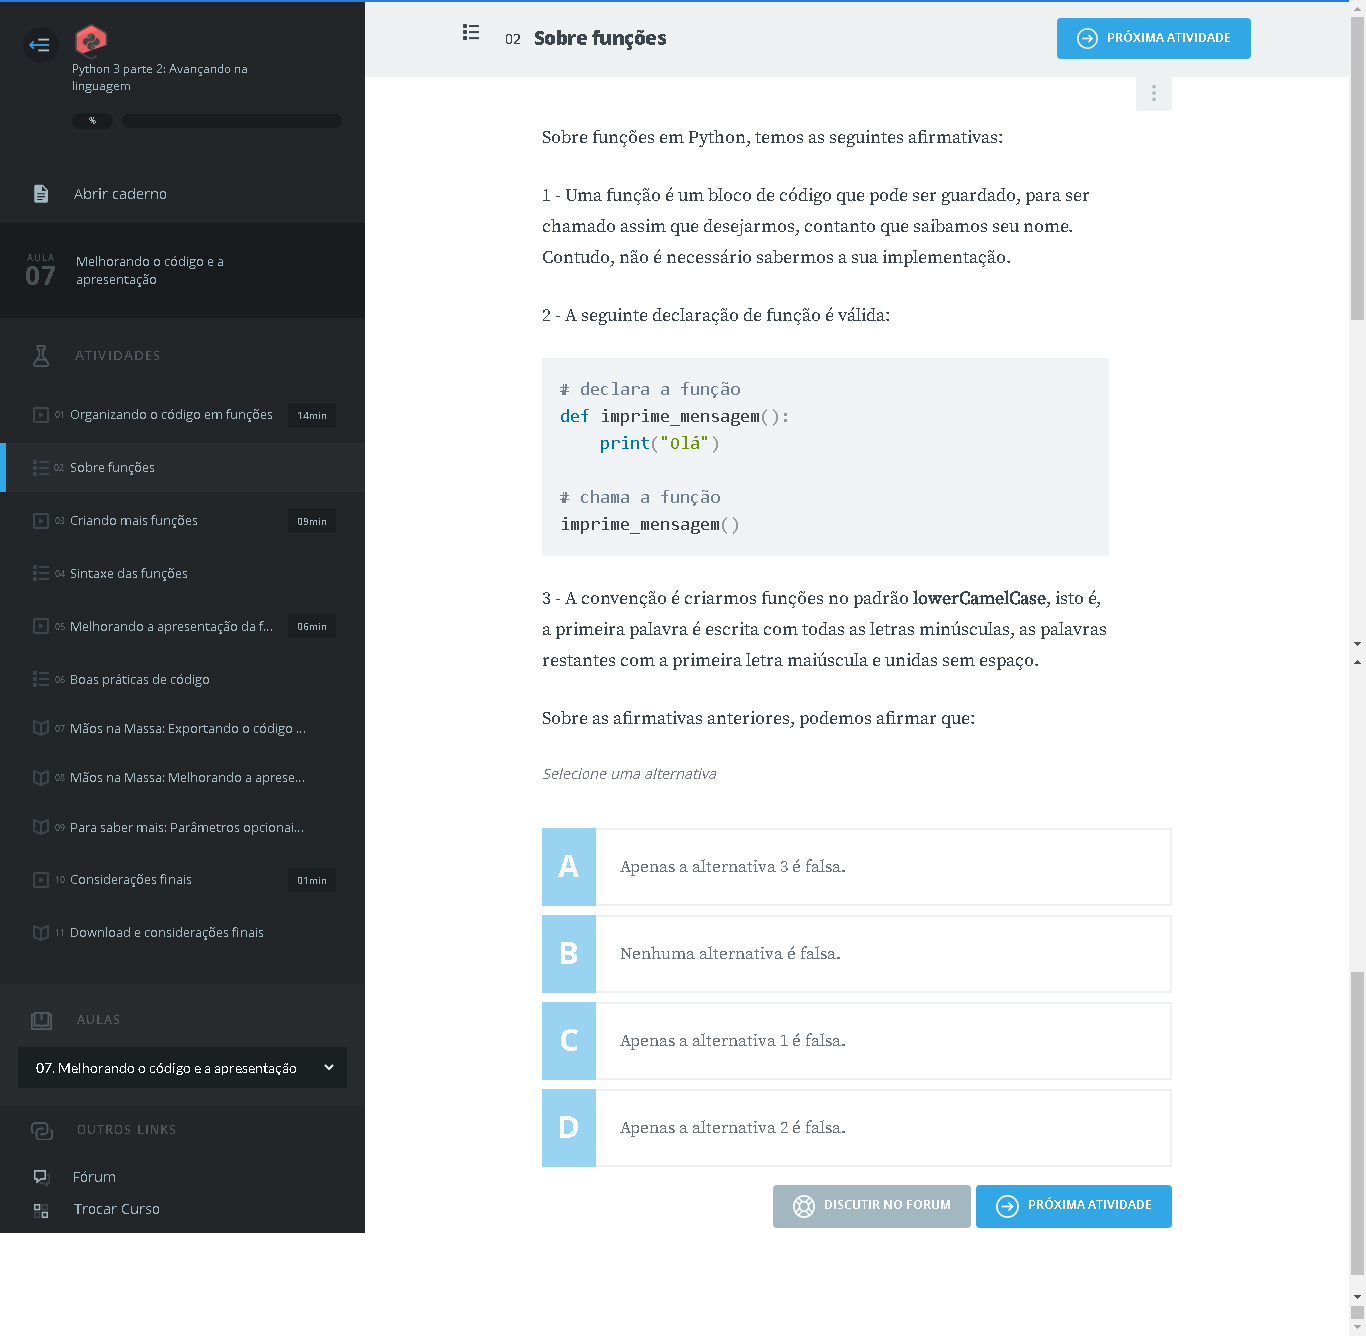 Python 3 parte 2: Avançando na
linguagem
%
Abrir caderno
AULA
07
Melhorando o código e a
apresentação
ATIVIDADES
01 Organizando o código em funções 14min
02 Sobre funções
03 Criando mais funções 09min
04 Sintaxe das funções
05 Melhorando a apresentação da f... 06min
06 Boas práticas de código
07 Mãos na Massa: Exportando o código ...
08 Mãos na Massa: Melhorando a aprese...
09 Para saber mais: Parâmetros opcionai...
10 Considerações finais 01min
11 Download e considerações finais
AULAS
07. Melhorando o código e a apresentação
OUTROS LINKS
Fórum
Trocar Curso
02 Sobre funções
PRÓXIMA ATIVIDADE
Sobre funções em Python, temos as seguintes afirmativas:
1 - Uma função é um bloco de código que pode ser guardado, para ser
chamado assim que desejarmos, contanto que saibamos seu nome.
Contudo, não é necessário sabermos a sua implementação.
2 - A seguinte declaração de função é válida:
# declara a função
def imprime_mensagem():
    print("Olá")
# chama a função
imprime_mensagem()
3 - A convenção é criarmos funções no padrão lowerCamelCase, isto é,
a primeira palavra é escrita com todas as letras minúsculas, as palavras
restantes com a primeira letra maiúscula e unidas sem espaço.
Sobre as afirmativas anteriores, podemos afirmar que:
Selecione uma alternativa
A Apenas a alternativa 3 é falsa.
B Nenhuma alternativa é falsa.
C Apenas a alternativa 1 é falsa.
D Apenas a alternativa 2 é falsa.
DISCUTIR NO FORUM
PRÓXIMA ATIVIDADE